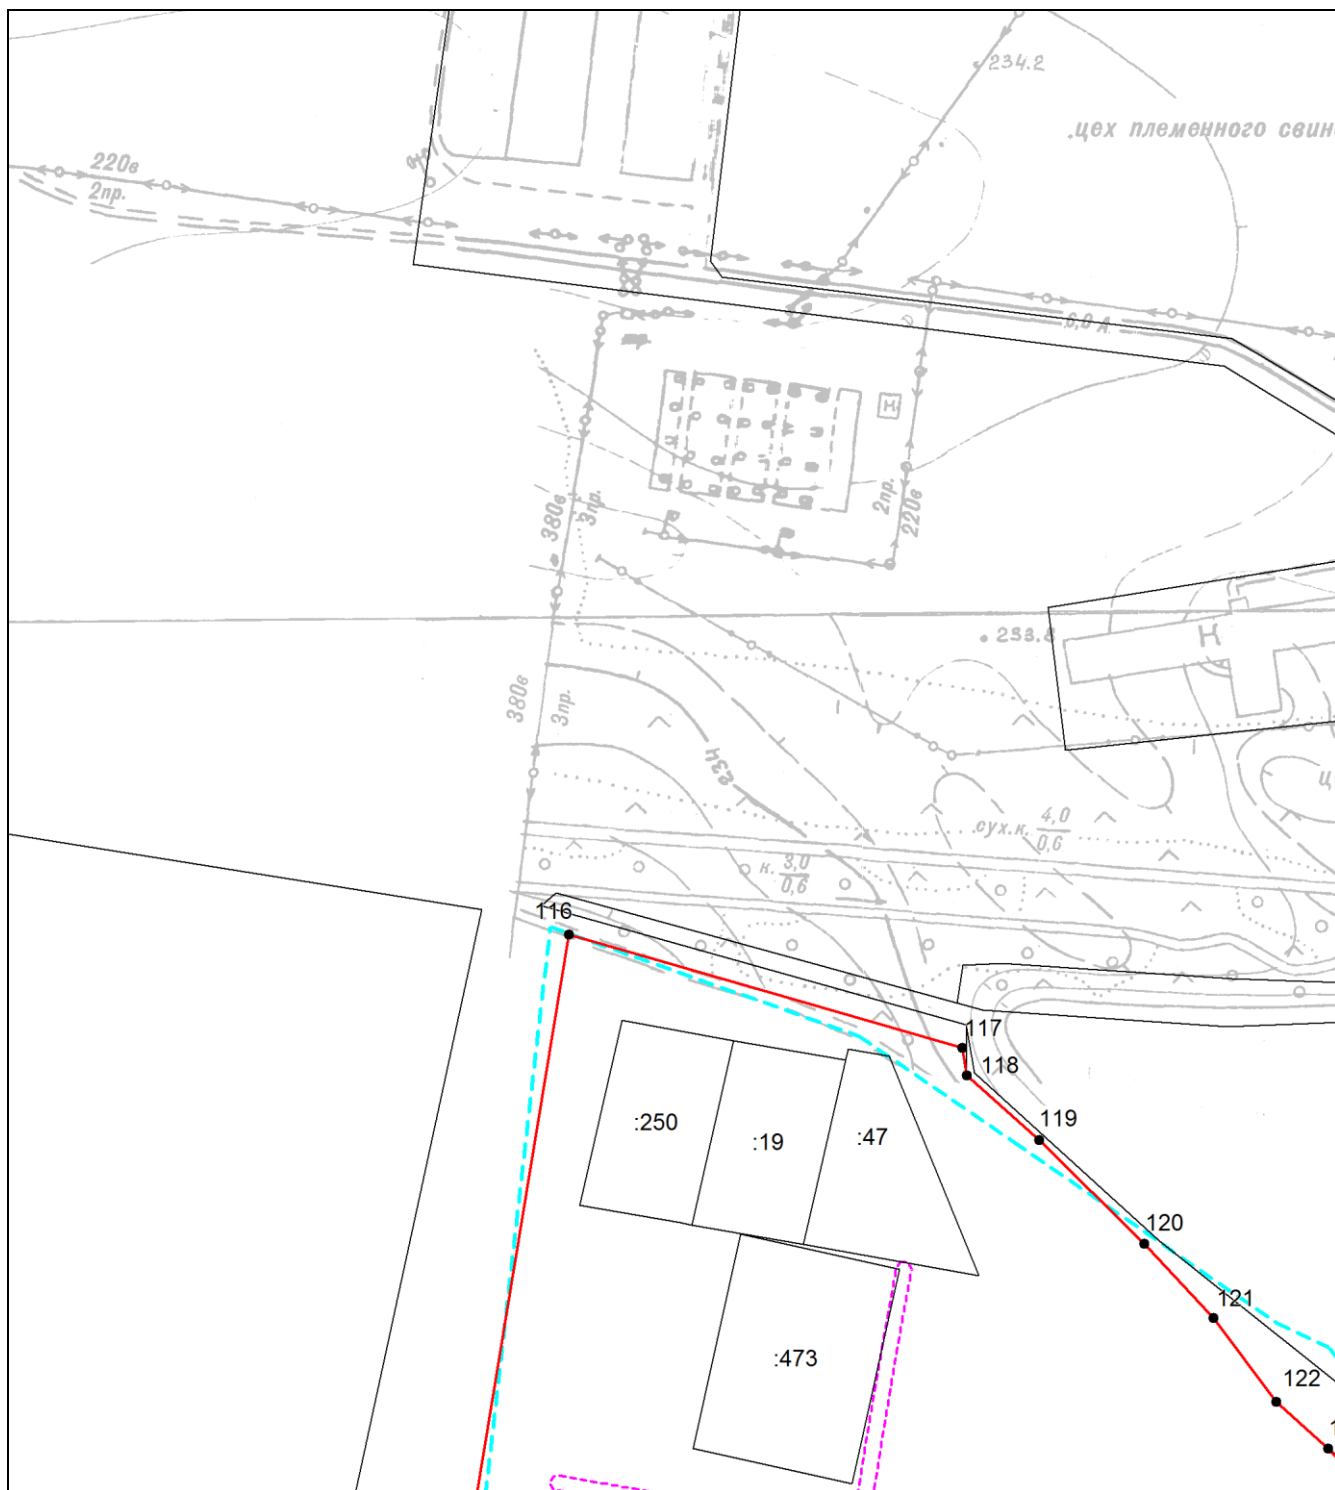 234.2
.цех племенного свин
220в
2пр.
6,0 А
тр.
Н
380в
3пр.
2пр.
220в
233.8
Н
380в
3пр.
234
ц
сух.к. 4,0
0,6
к. 3,0
0,6
116
117
118
119
:250
:19
:47
120
121
:473
122
1